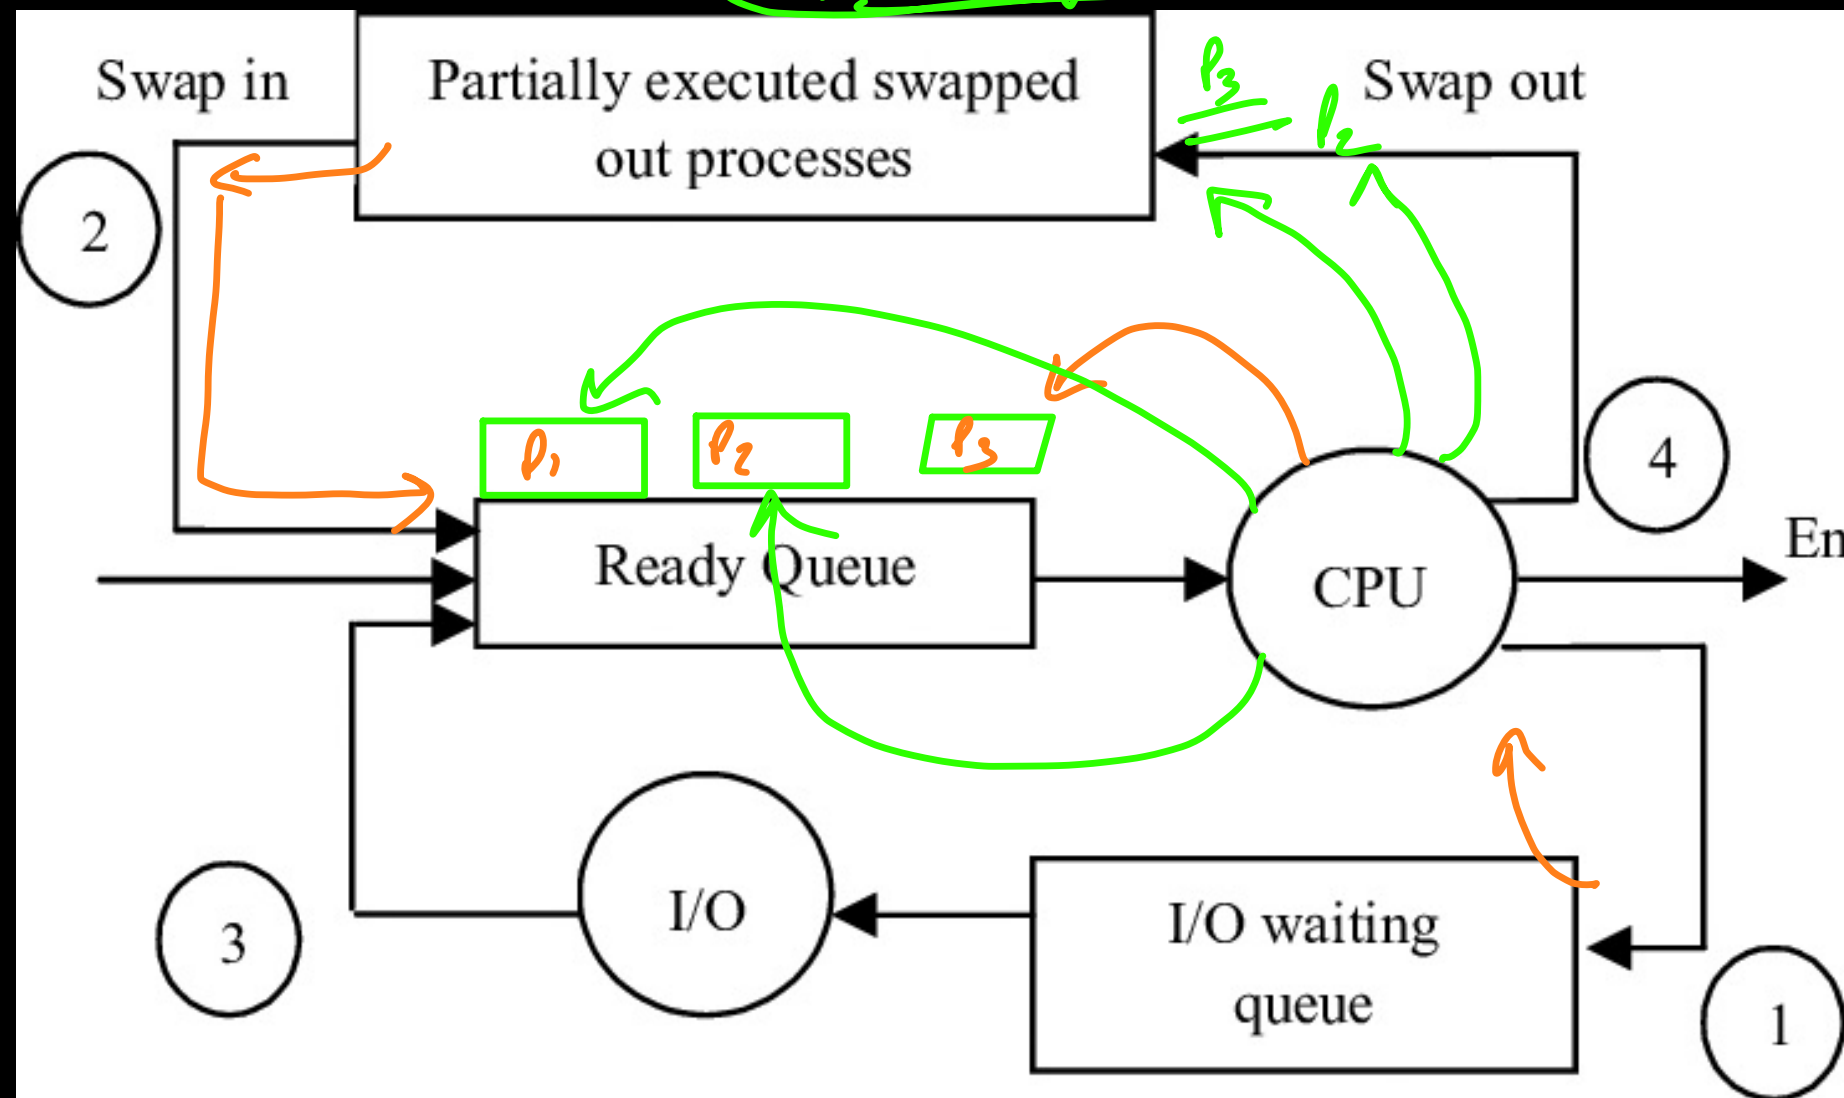 Swap in
Partially executed swapped
out processes
P3
P2
Swap out
2
P1
P2
P3
4
Ready Queue
CPU
En
3
I/O
I/O waiting
queue
1